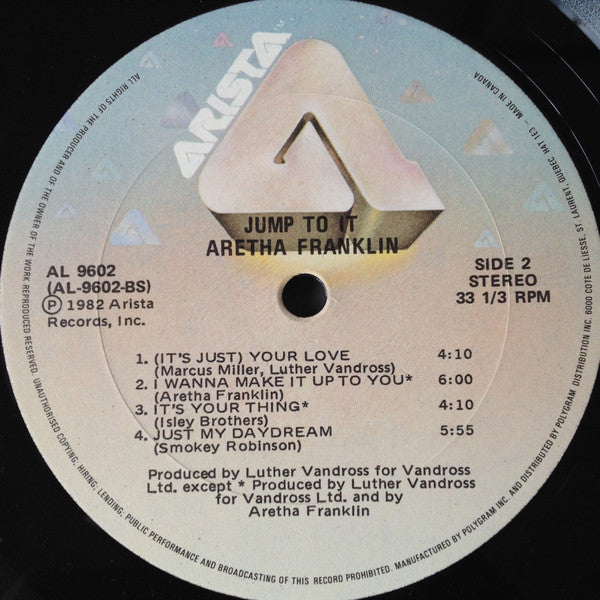 ARISTA™
JUMP TO IT
ARETHA FRANKLIN
AL 9602
(AL-9602-BS)
Ⓟ 1982 Arista
Records, Inc.
SIDE 2
STEREO
33 1/3 RPM
1. (IT'S JUST) YOUR LOVE 4:10
(Marcus Miller, Luther Vandross)
2. I WANNA MAKE IT UP TO YOU* 6:00
(Aretha Franklin)
3. IT'S YOUR THING* 4:10
(Isley Brothers)
4. JUST MY DAYDREAM 5:55
(Smokey Robinson)
Produced by Luther Vandross for Vandross
Ltd. except * Produced by Luther Vandross
for Vandross Ltd. and by
Aretha Franklin
ALL RIGHTS OF THE PRODUCER AND OF THE OWNER OF THE WORK REPRODUCED RESERVED. UNAUTHORISED COPYING, HIRING, LENDING, PUBLIC PERFORMANCE AND BROADCASTING OF THIS RECORD PROHIBITED. MANUFACTURED BY POLYGRAM INC. AND DISTRIBUTED BY POLYGRAM DISTRIBUTION INC. 6000 COTE DE LIESSE, ST. LAURENT, QUEBEC H4T 1E3 – MADE IN CANADA